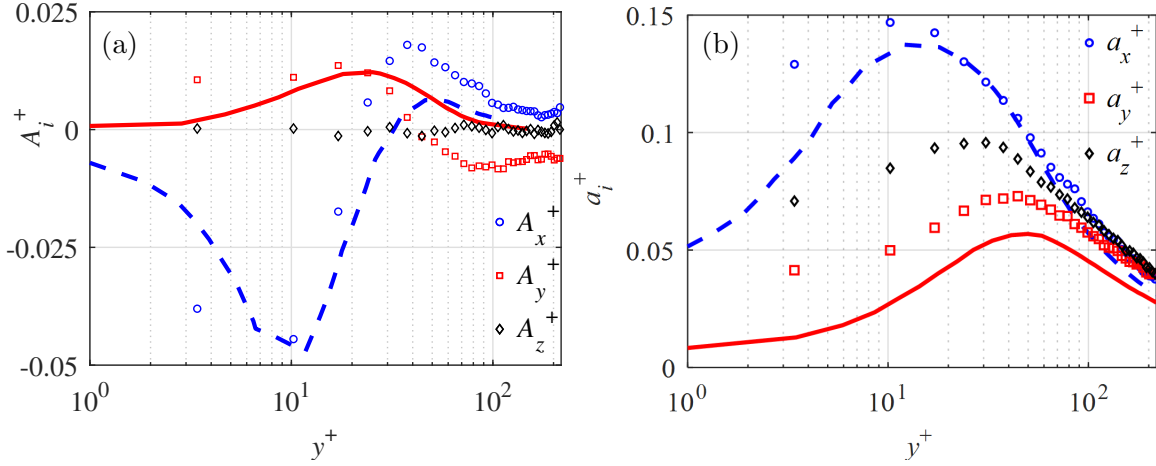 (a)
0.025
0
-0.025
-0.05
A_i^+
A_x^+
A_y^+
A_z^+
10^0
10^1
10^2
y^+
(b)
0.15
0.10
0.05
0
a_i^+
a_x^+
a_y^+
a_z^+
10^0
10^1
10^2
y^+